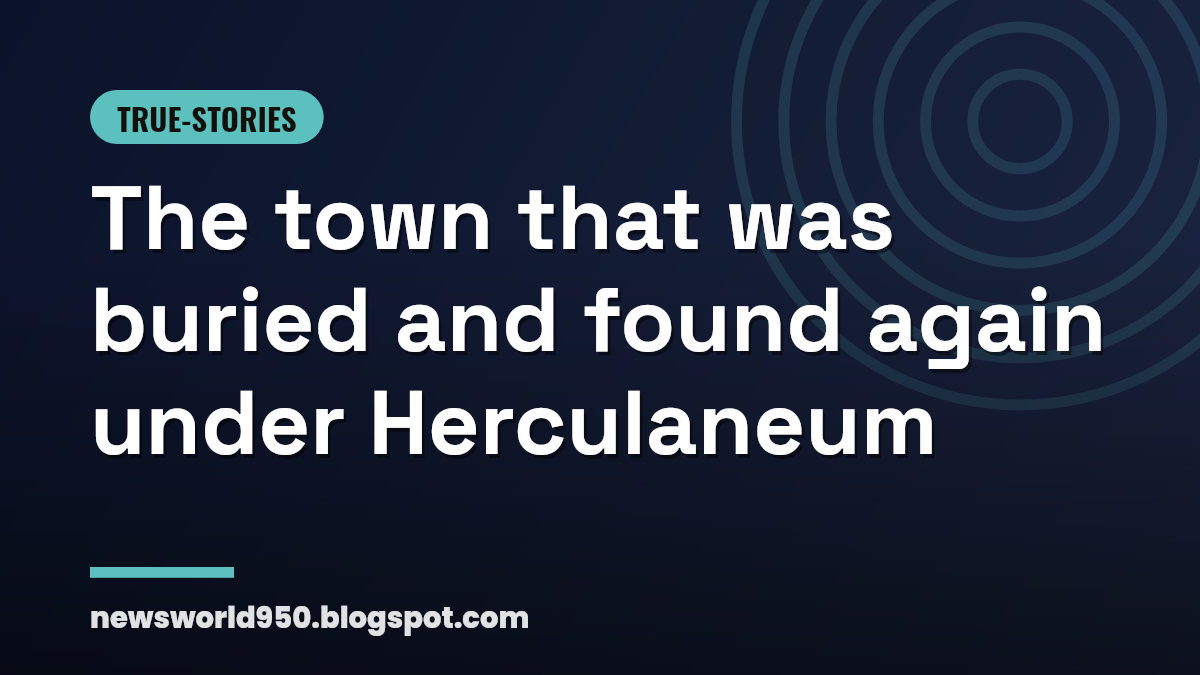 TRUE-STORIES
The town that was
buried and found again
under Herculaneum
newsworld950.blogspot.com